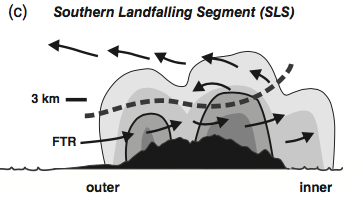 (c) Southern Landfalling Segment (SLS)
3 km
FTR
outer inner